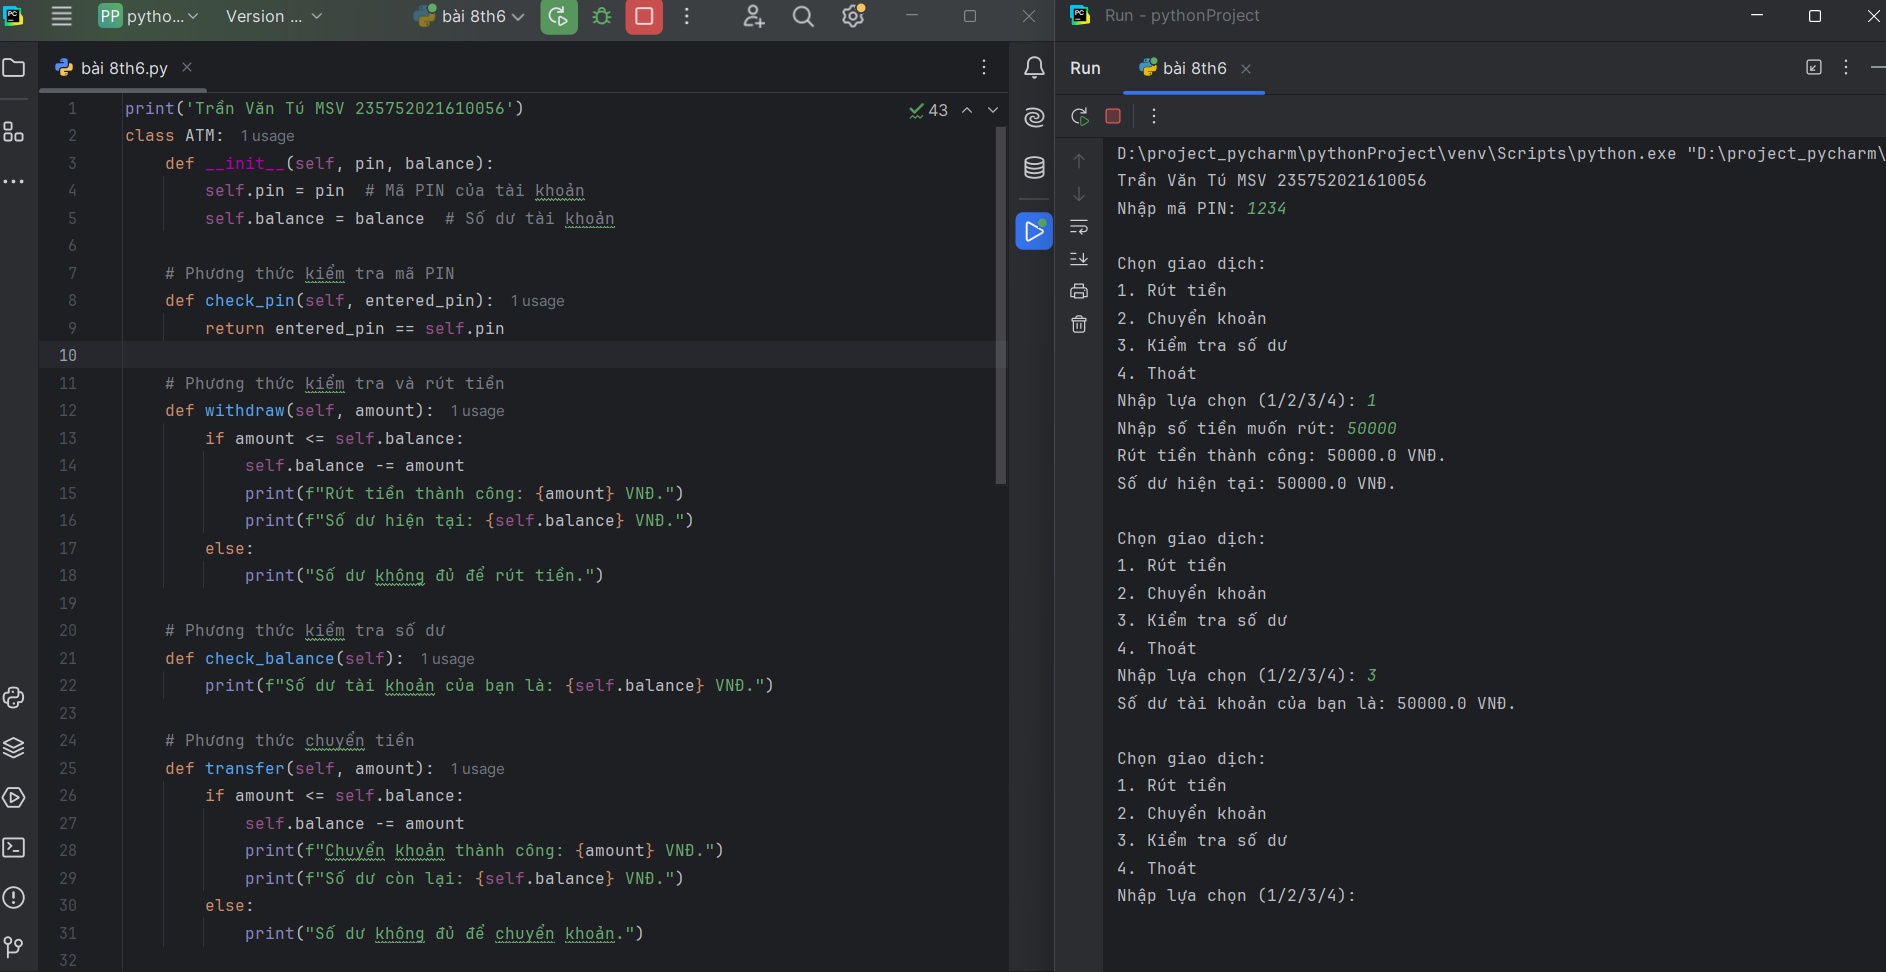 PP pytho...
Version ...
bài 8th6
bài 8th6.py
43
1 print('Trần Văn Tú MSV 235752021610056')
2 class ATM: 1 usage
3 def __init__(self, pin, balance):
4 self.pin = pin # Mã PIN của tài khoản
5 self.balance = balance # Số dư tài khoản
6
7 # Phương thức kiểm tra mã PIN
8 def check_pin(self, entered_pin): 1 usage
9 return entered_pin == self.pin
10
11 # Phương thức kiểm tra và rút tiền
12 def withdraw(self, amount): 1 usage
13 if amount <= self.balance:
14 self.balance -= amount
15 print(f"Rút tiền thành công: {amount} VNĐ.")
16 print(f"Số dư hiện tại: {self.balance} VNĐ.")
17 else:
18 print("Số dư không đủ để rút tiền.")
19
20 # Phương thức kiểm tra số dư
21 def check_balance(self): 1 usage
22 print(f"Số dư tài khoản của bạn là: {self.balance} VNĐ.")
23
24 # Phương thức chuyển tiền
25 def transfer(self, amount): 1 usage
26 if amount <= self.balance:
27 self.balance -= amount
28 print(f"Chuyển khoản thành công: {amount} VNĐ.")
29 print(f"Số dư còn lại: {self.balance} VNĐ.")
30 else:
31 print("Số dư không đủ để chuyển khoản.")
32
Run - pythonProject
Run
bài 8th6
D:\project_pycharm\pythonProject\venv\Scripts\python.exe "D:\project_pycharm\
Trần Văn Tú MSV 235752021610056
Nhập mã PIN: 1234
Chọn giao dịch:
1. Rút tiền
2. Chuyển khoản
3. Kiểm tra số dư
4. Thoát
Nhập lựa chọn (1/2/3/4): 1
Nhập số tiền muốn rút: 50000
Rút tiền thành công: 50000.0 VNĐ.
Số dư hiện tại: 50000.0 VNĐ.
Chọn giao dịch:
1. Rút tiền
2. Chuyển khoản
3. Kiểm tra số dư
4. Thoát
Nhập lựa chọn (1/2/3/4): 3
Số dư tài khoản của bạn là: 50000.0 VNĐ.
Chọn giao dịch:
1. Rút tiền
2. Chuyển khoản
3. Kiểm tra số dư
4. Thoát
Nhập lựa chọn (1/2/3/4):